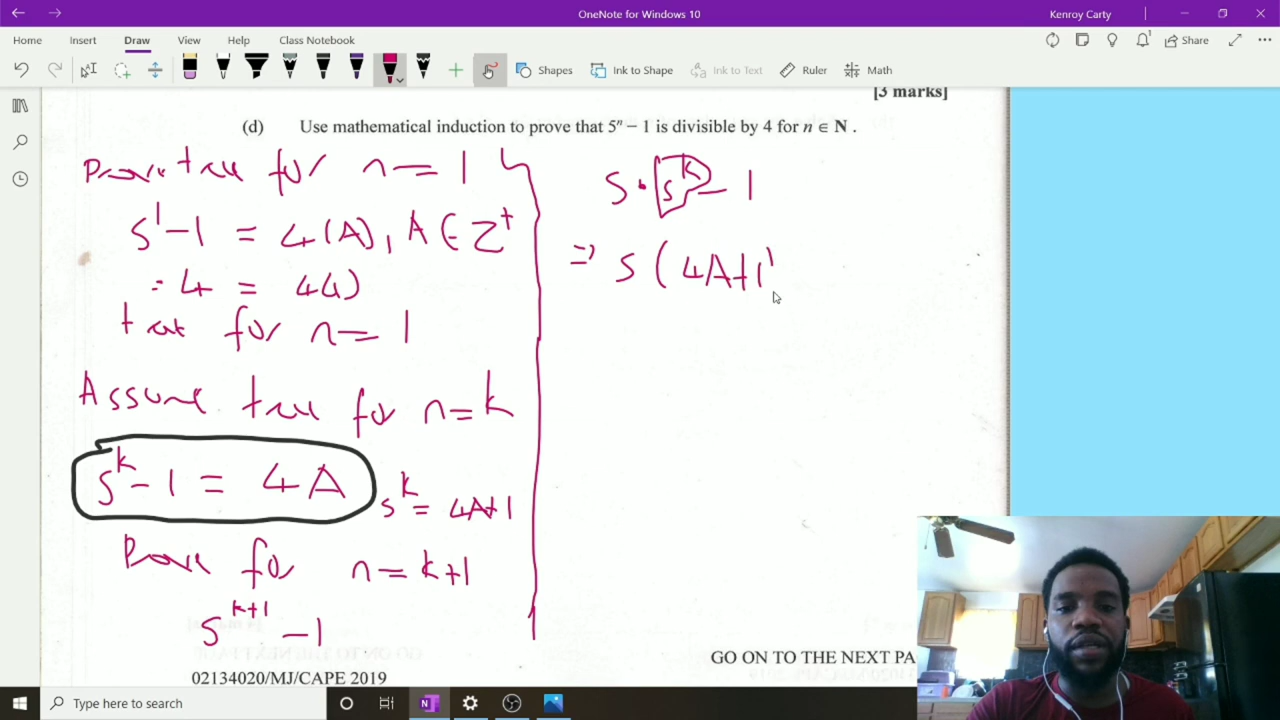 OneNote for Windows 10
Kenroy Carty
Home Insert Draw View Help Class Notebook
Share
Shapes Ink to Shape Ink to Text Ruler Math
[3 marks]
(d) Use mathematical induction to prove that 5ⁿ − 1 is divisible by 4 for n ∈ N .
Prove true for n = 1
5¹ - 1 = 4(A), A ∈ Z⁺
4 = 4(1)
true for n = 1
Assume true for n = k
5ᵏ - 1 = 4A
5ᵏ = 4A+1
Prove for n = k+1
5ᵏ⁺¹ - 1
5 · 5ᵏ - 1
=> 5 ( 4A+1
GO ON TO THE NEXT PA
02134020/MJ/CAPE 2019
Type here to search